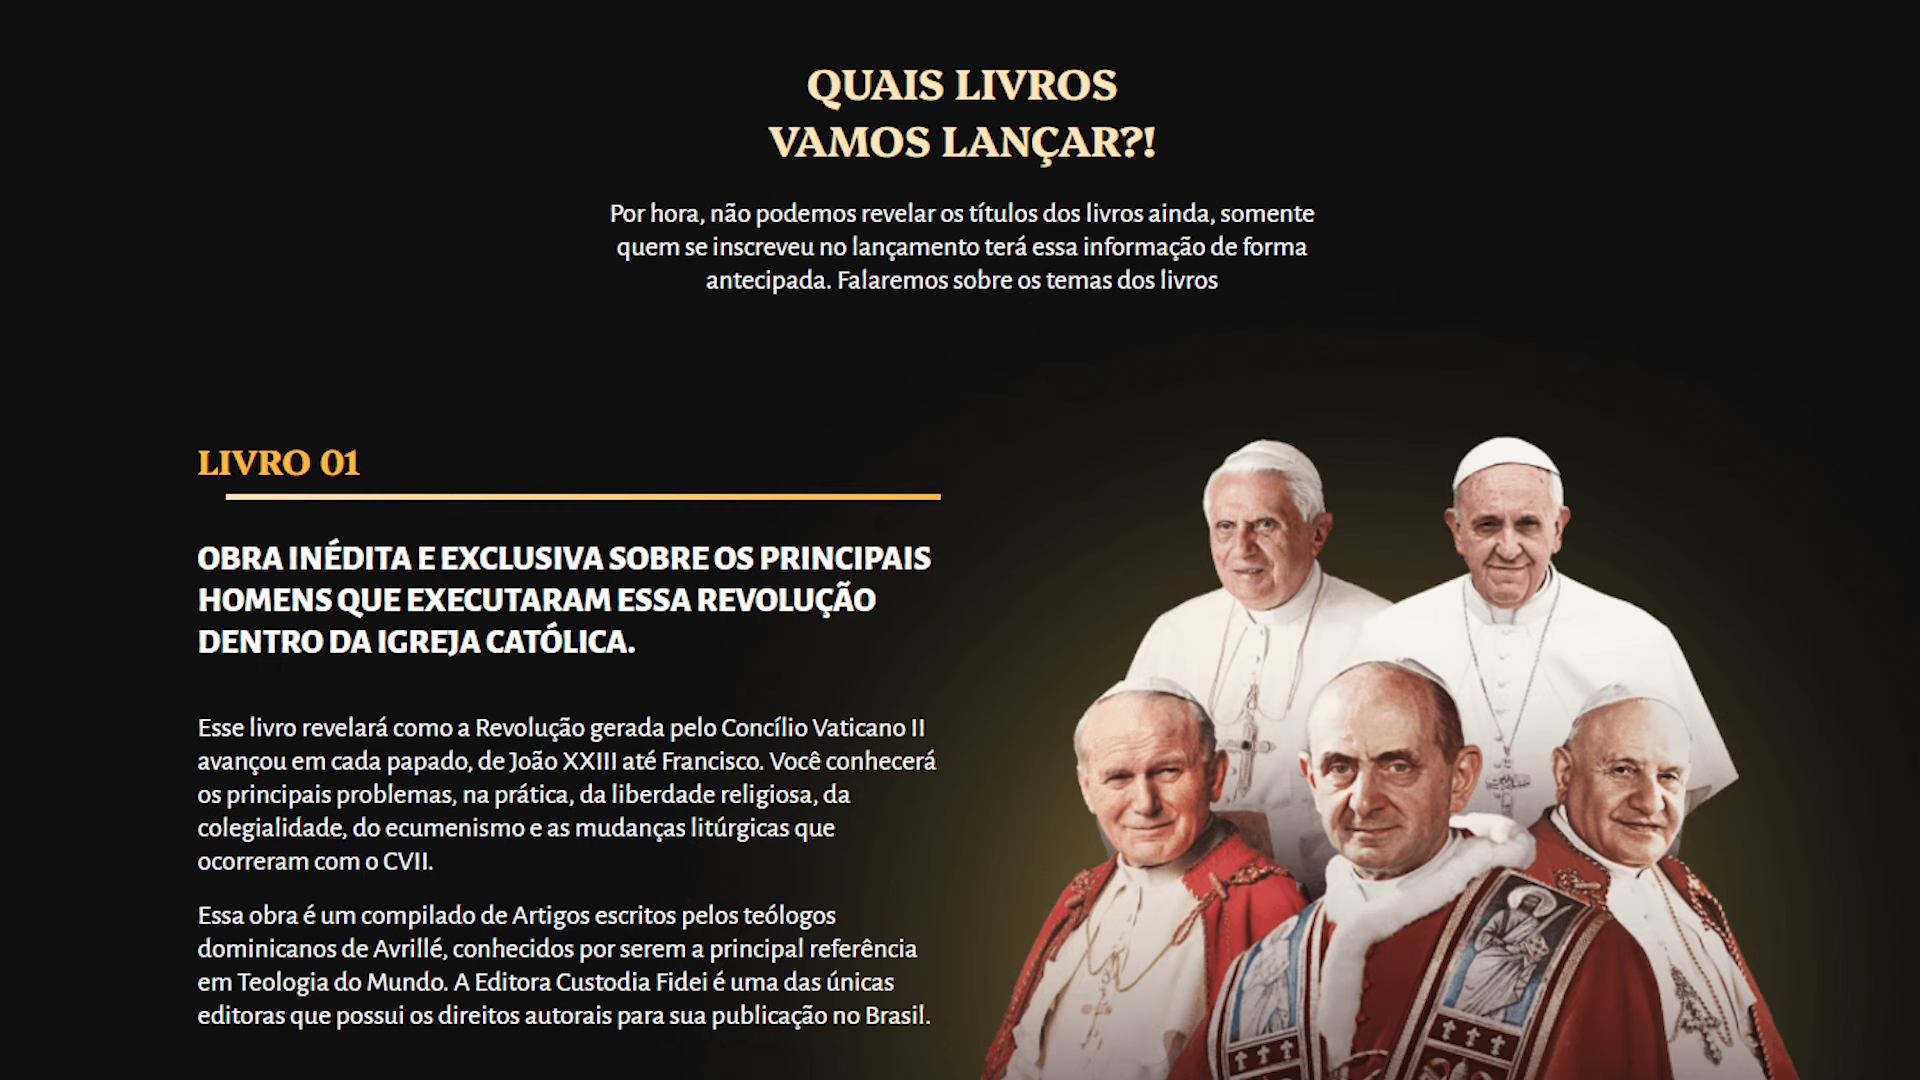 QUAIS LIVROS
VAMOS LANÇAR?!
Por hora, não podemos revelar os títulos dos livros ainda, somente
quem se inscreveu no lançamento terá essa informação de forma
antecipada. Falaremos sobre os temas dos livros
LIVRO 01
OBRA INÉDITA E EXCLUSIVA SOBRE OS PRINCIPAIS
HOMENS QUE EXECUTARAM ESSA REVOLUÇÃO
DENTRO DA IGREJA CATÓLICA.
Esse livro revelará como a Revolução gerada pelo Concílio Vaticano II
avançou em cada papado, de João XXIII até Francisco. Você conhecerá
os principais problemas, na prática, da liberdade religiosa, da
colegialidade, do ecumenismo e as mudanças litúrgicas que
ocorreram com o CVII.
Essa obra é um compilado de Artigos escritos pelos teólogos
dominicanos de Avrillé, conhecidos por serem a principal referência
em Teologia do Mundo. A Editora Custodia Fidei é uma das únicas
editoras que possui os direitos autorais para sua publicação no Brasil.